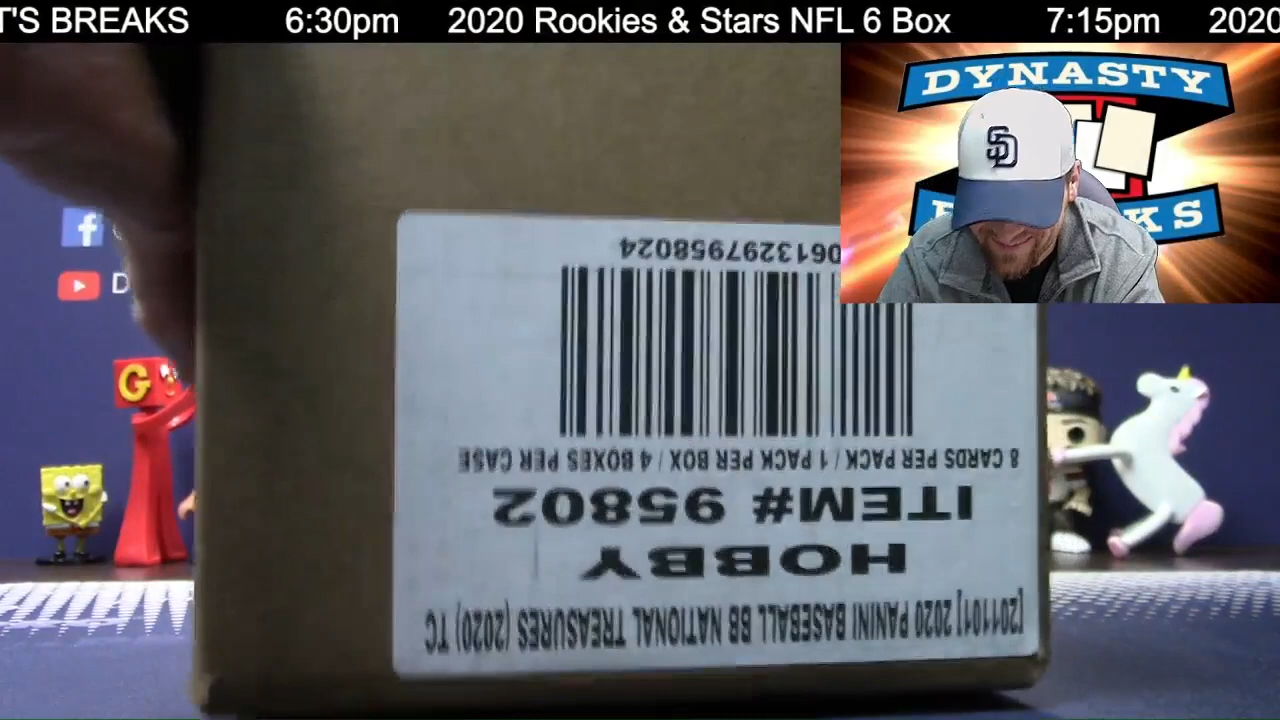 T'S BREAKS 6:30pm 2020 Rookies & Stars NFL 6 Box 7:15pm 2020
DYNASTY
KS
SD
D
G
[201101] 2020 PANINI BASEBALL BB NATIONAL TREASURES (2020) TC
HOBBY
ITEM# 95802
8 CARDS PER PACK / 1 PACK PER BOX / 4 BOXES PER CASE
0613297958024